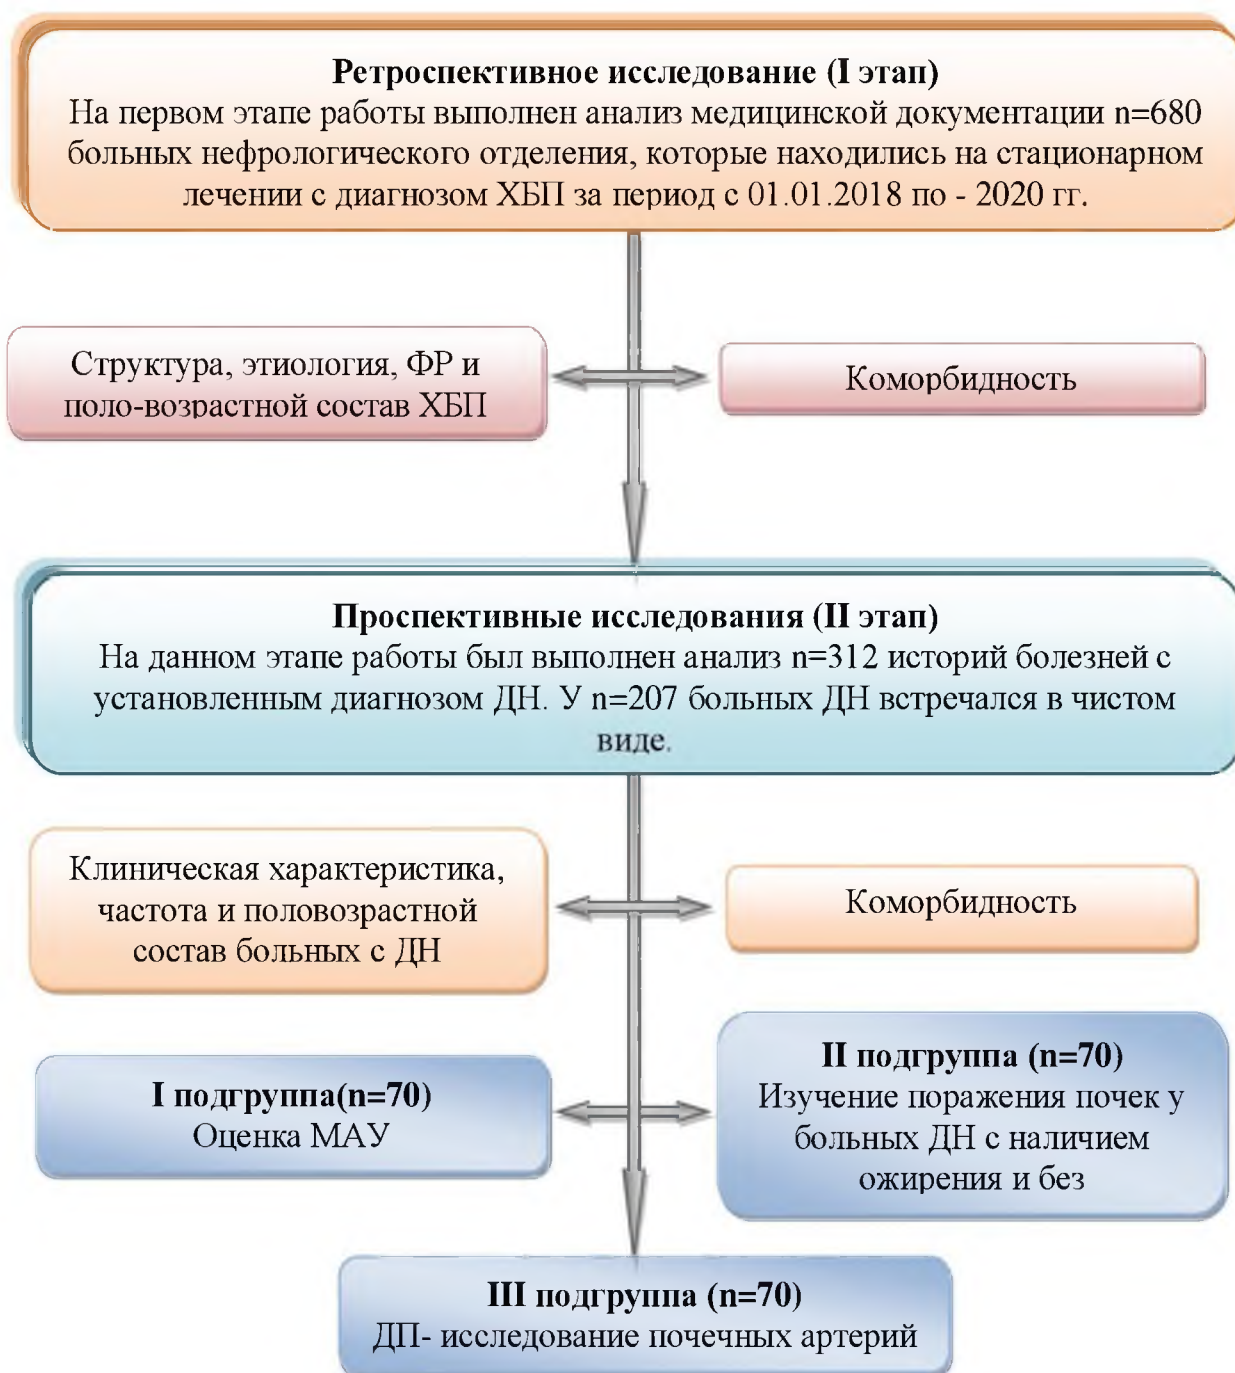 Ретроспективное исследование (I этап)
На первом этапе работы выполнен анализ медицинской документации n=680
больных нефрологического отделения, которые находились на стационарном
лечении с диагнозом ХБП за период с 01.01.2018 по - 2020 гг.
Структура, этиология, ФР и
поло-возрастной состав ХБП
Коморбидность
Проспективные исследования (II этап)
На данном этапе работы был выполнен анализ n=312 историй болезней с
установленным диагнозом ДН. У n=207 больных ДН встречался в чистом
виде.
Клиническая характеристика,
частота и половозрастной
состав больных с ДН
Коморбидность
I подгруппа(n=70)
Оценка МАУ
II подгруппа (n=70)
Изучение поражения почек у
больных ДН с наличием
ожирения и без
III подгруппа (n=70)
ДП- исследование почечных артерий